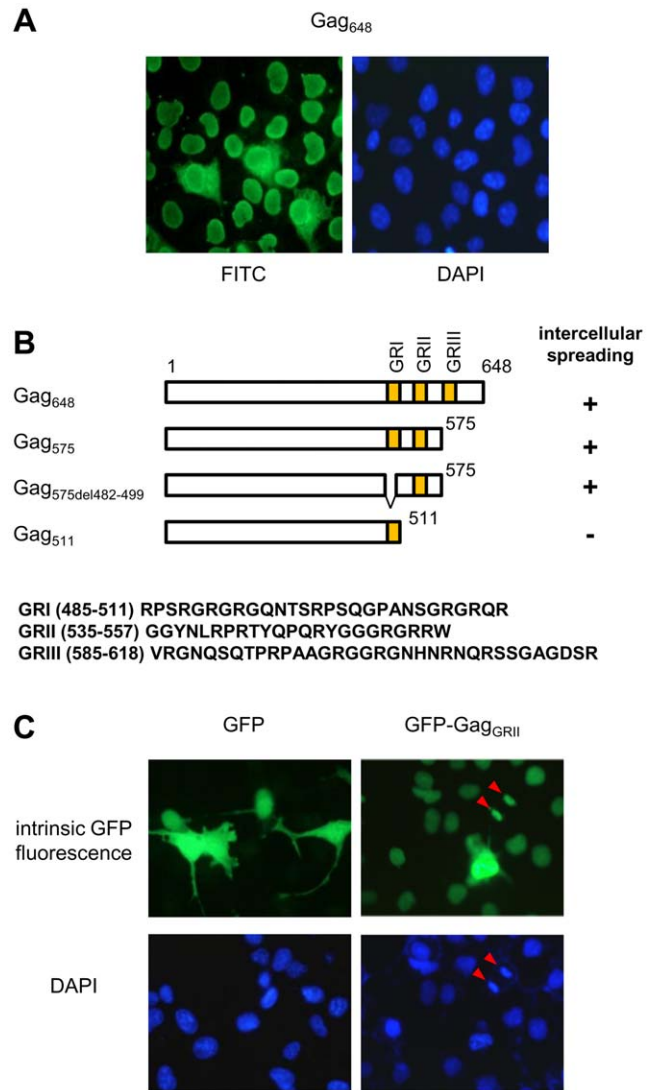 A
Gag648
FITC DAPI
B
intercellular
spreading
1 GRI GRII GRIII 648
Gag648 +
575
Gag575 +
575
Gag575del482-499 +
511
Gag511 -
GRI (485-511) RPSRGRGRGQNTSRPSQGPANSGRGRQR
GRII (535-557) GGYNLRPRTYQPQRYGGGRGRRW
GRIII (585-618) VRGNQSQTPRPAAGRGGRGNHNRNQRSSGAGDSR
C
GFP GFP-GagGRII
intrinsic GFP
fluorescence
DAPI